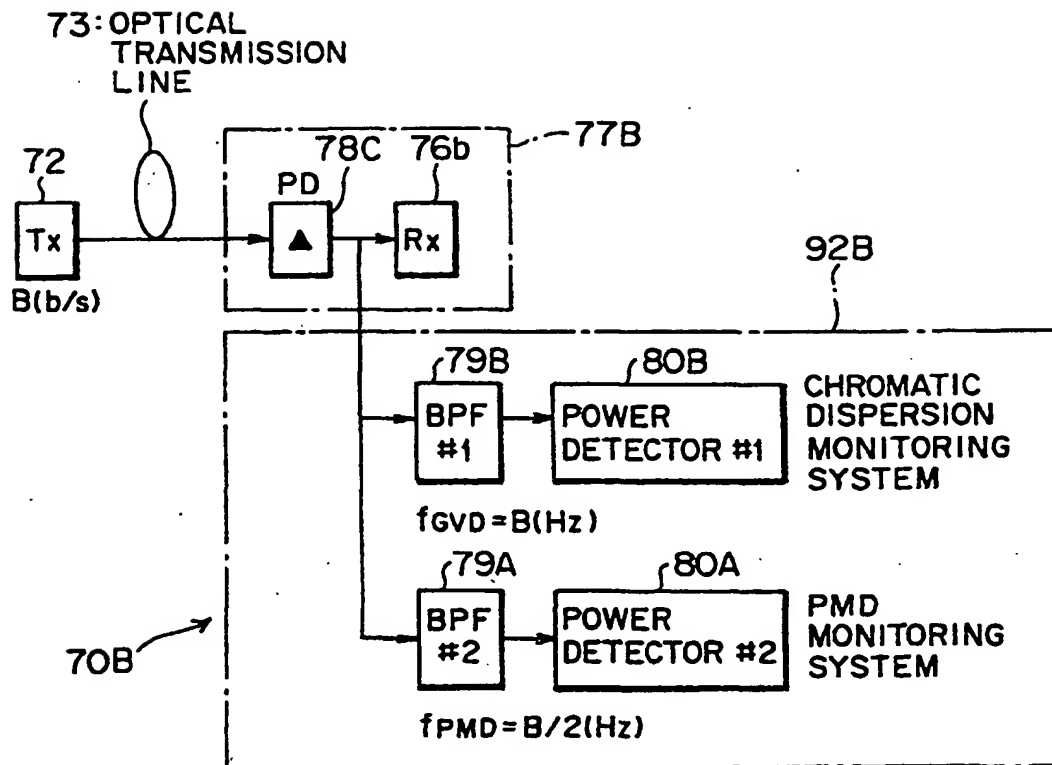 73: OPTICAL
TRANSMISSION
LINE
77B
72
78C
76b
PD
Tx
▲
Rx
B(b/s)
92B
79B
80B
BPF
#1
POWER
DETECTOR #1
CHROMATIC
DISPERSION
MONITORING
SYSTEM
fGVD=B(Hz)
79A
80A
BPF
#2
POWER
DETECTOR #2
PMD
MONITORING
SYSTEM
70B
fPMD=B/2(Hz)